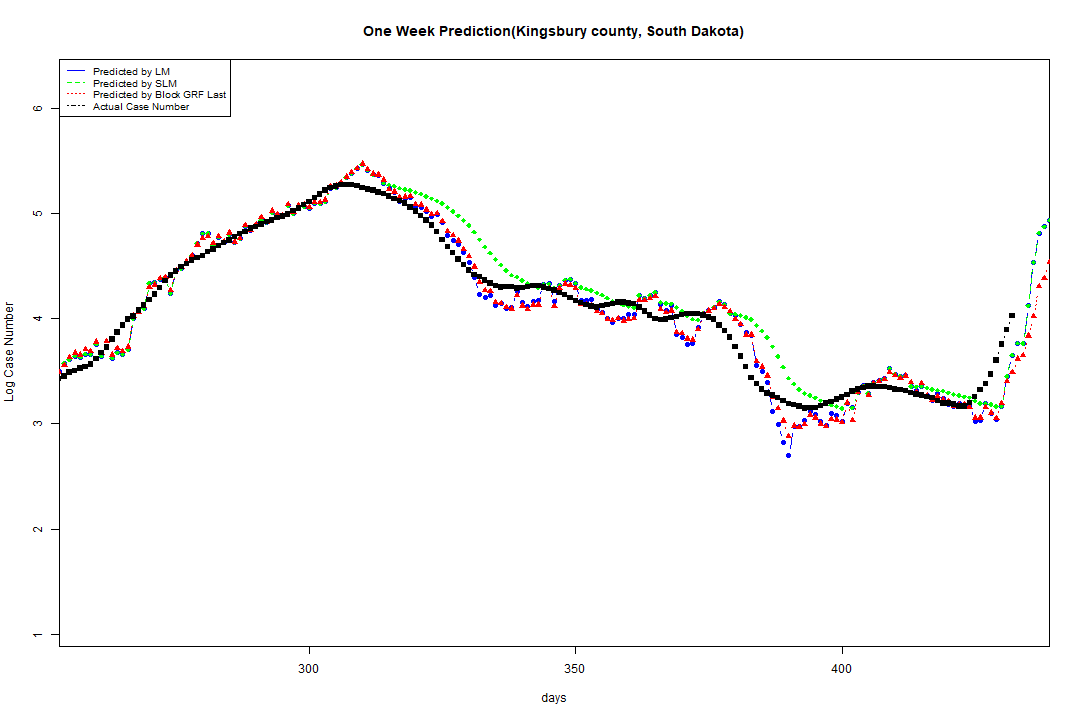 One Week Prediction(Kingsbury county, South Dakota)
Predicted by LM
Predicted by SLM
Predicted by Block GRF Last
Actual Case Number
6
5
4
3
2
1
Log Case Number
300
350
400
days